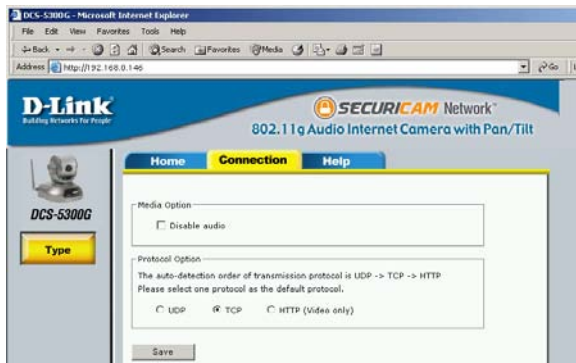 DCS-5300G - Microsoft Internet Explorer
File Edit View Favorites Tools Help
Back Search Favorites Media
Address http://192.168.0.146 Go
D-Link
Building Networks for People
SECURICAM Network
802.11g Audio Internet Camera with Pan/Tilt
Home Connection Help
DCS-5300G
Type
Media Option
Disable audio
Protocol Option
The auto-detection order of transmission protocol is UDP -> TCP -> HTTP
Please select one protocol as the default protocol.
UDP TCP HTTP (Video only)
Save